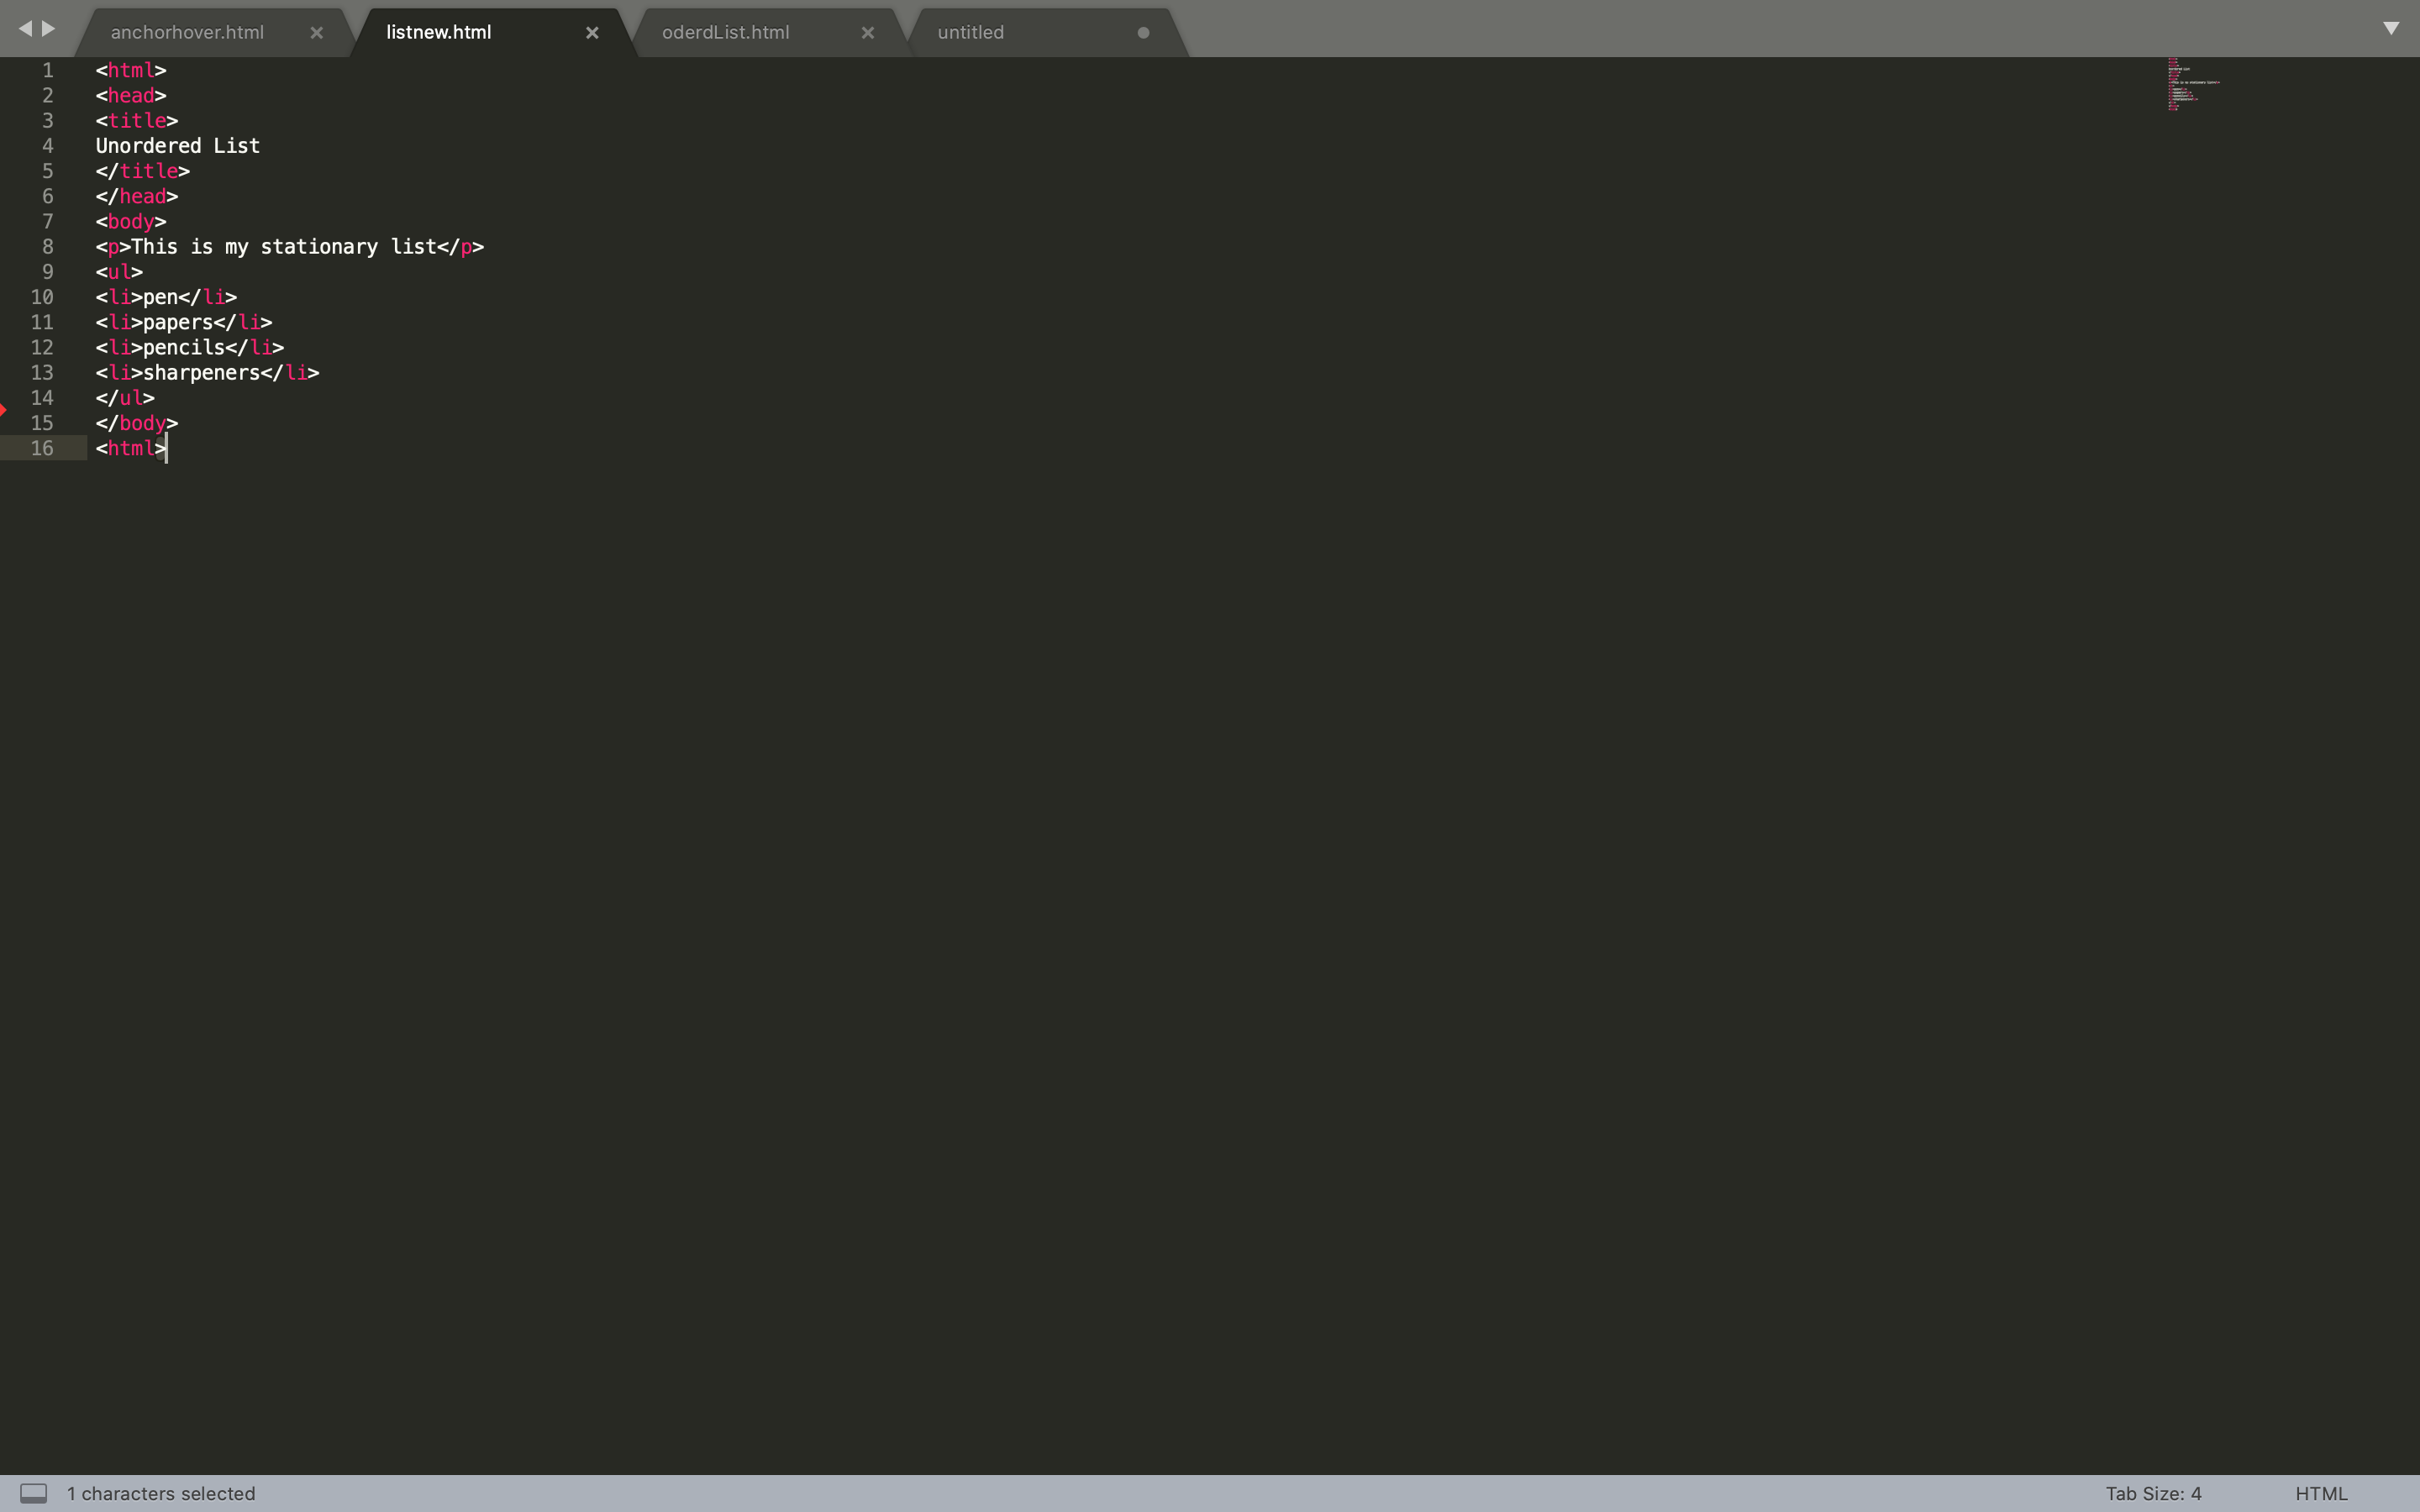 anchorhover.html × listnew.html × oderdList.html × untitled
1 <html>
2 <head>
3 <title>
4 Unordered List
5 </title>
6 </head>
7 <body>
8 <p>This is my stationary list</p>
9 <ul>
10 <li>pen</li>
11 <li>papers</li>
12 <li>pencils</li>
13 <li>sharpeners</li>
14 </ul>
15 </body>
16 <html>
1 characters selected Tab Size: 4 HTML